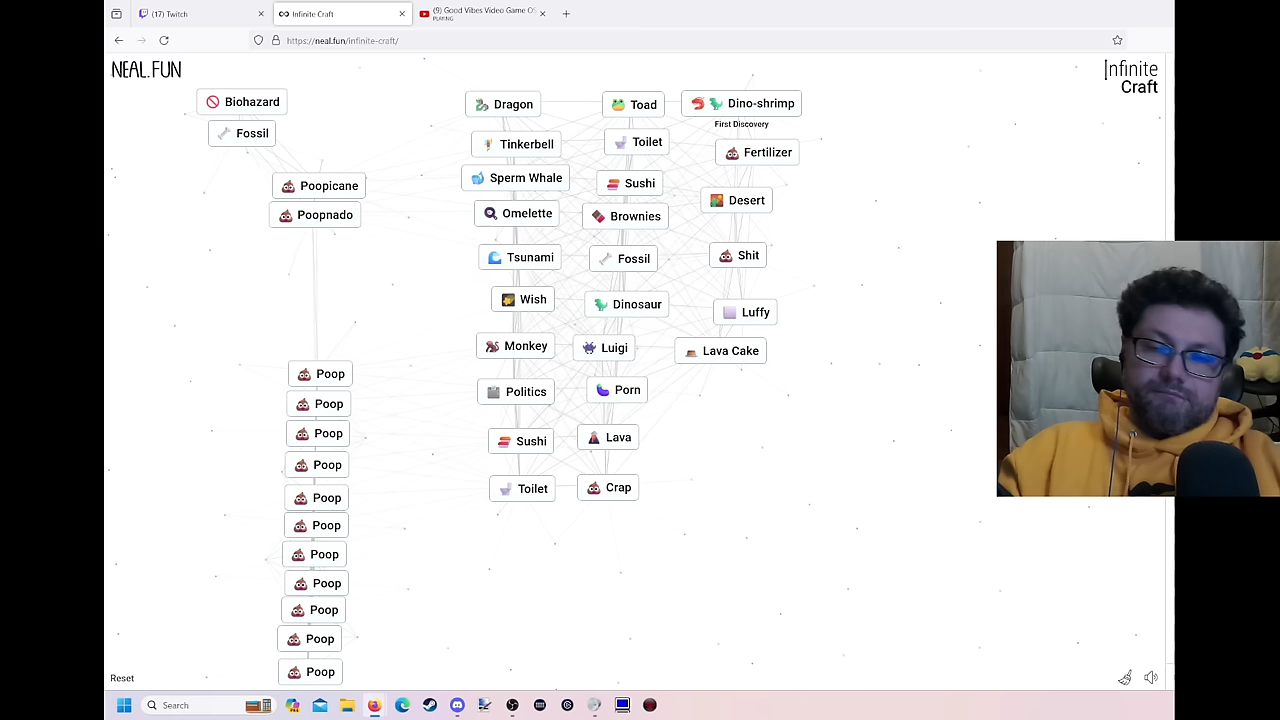 (17) Twitch
Infinite Craft
(9) Good Vibes Video Game OS
PLAYING
https://neal.fun/infinite-craft/
NEAL.FUN
Infinite
Craft
Biohazard
Fossil
Poopicane
Poopnado
Poop
Poop
Poop
Poop
Poop
Poop
Poop
Poop
Poop
Poop
Poop
Dragon
Tinkerbell
Sperm Whale
Omelette
Tsunami
Wish
Monkey
Politics
Sushi
Toilet
Toad
Toilet
Sushi
Brownies
Fossil
Dinosaur
Luigi
Porn
Lava
Crap
Dino-shrimp
First Discovery
Fertilizer
Desert
Shit
Luffy
Lava Cake
Reset
Search